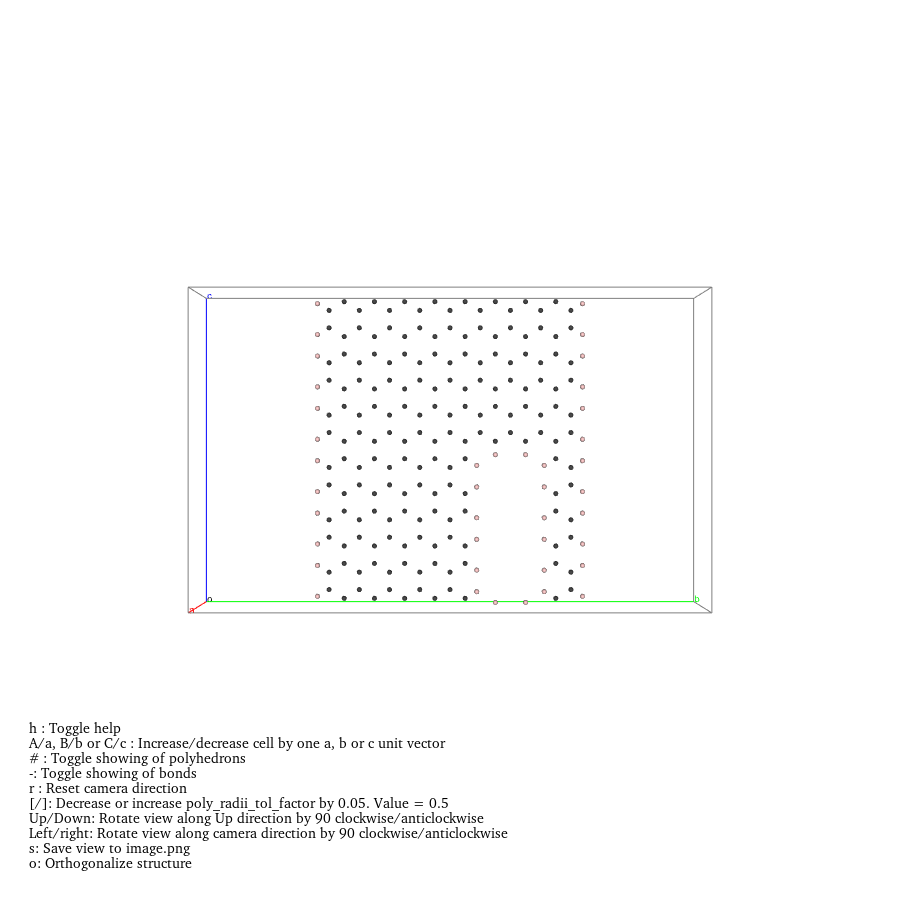 c
o
b
a
h : Toggle help
A/a, B/b or C/c : Increase/decrease cell by one a, b or c unit vector
# : Toggle showing of polyhedrons
-: Toggle showing of bonds
r : Reset camera direction
[/]: Decrease or increase poly_radii_tol_factor by 0.05. Value = 0.5
Up/Down: Rotate view along Up direction by 90 clockwise/anticlockwise
Left/right: Rotate view along camera direction by 90 clockwise/anticlockwise
s: Save view to image.png
o: Orthogonalize structure